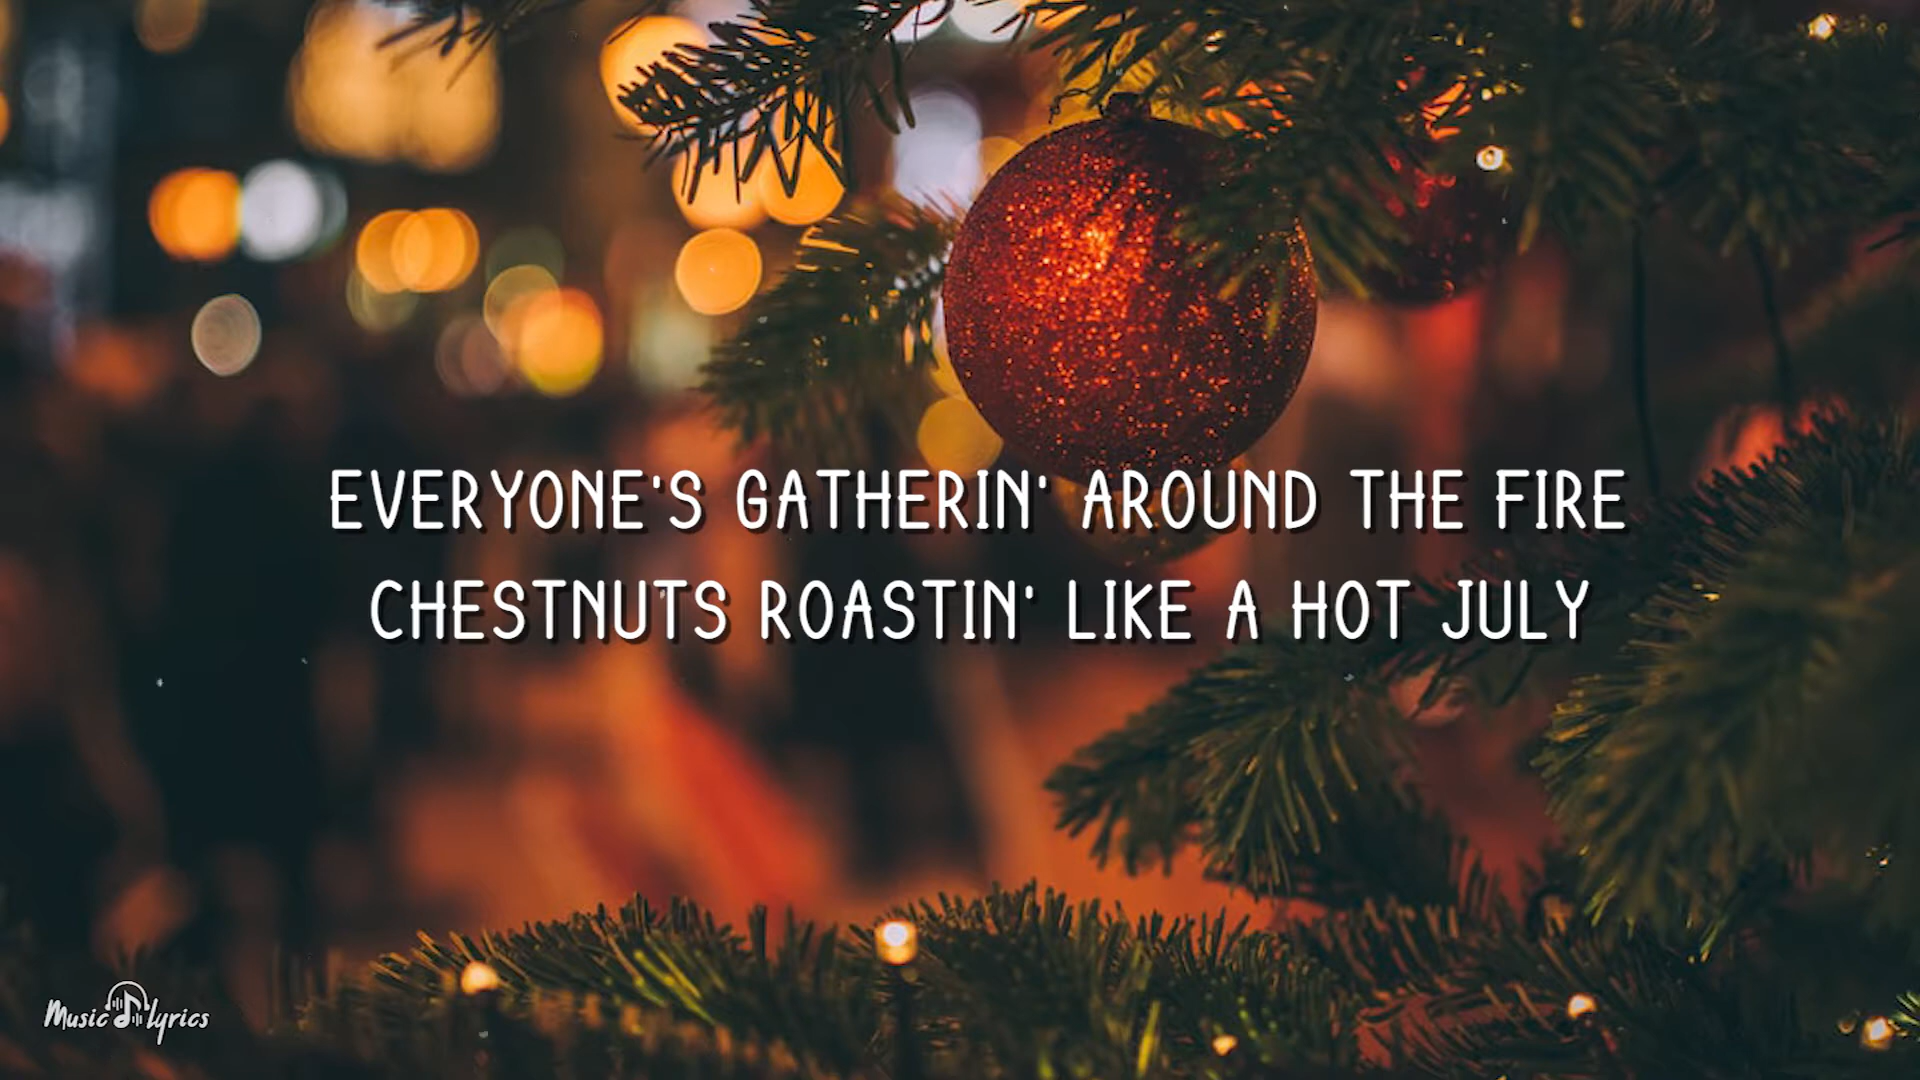 EVERYONE'S GATHERIN' AROUND THE FIRE
CHESTNUTS ROASTIN' LIKE A HOT JULY
Music lyrics